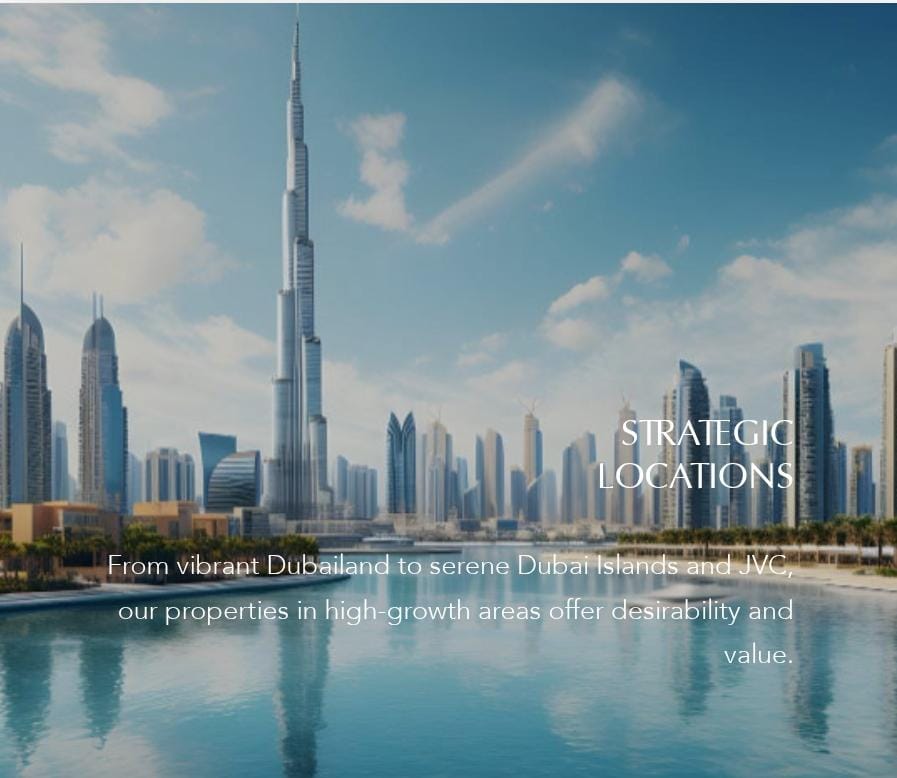 STRATEGIC
LOCATIONS
From vibrant Dubailand to serene Dubai Islands and JVC,
our properties in high-growth areas offer desirability and
value.